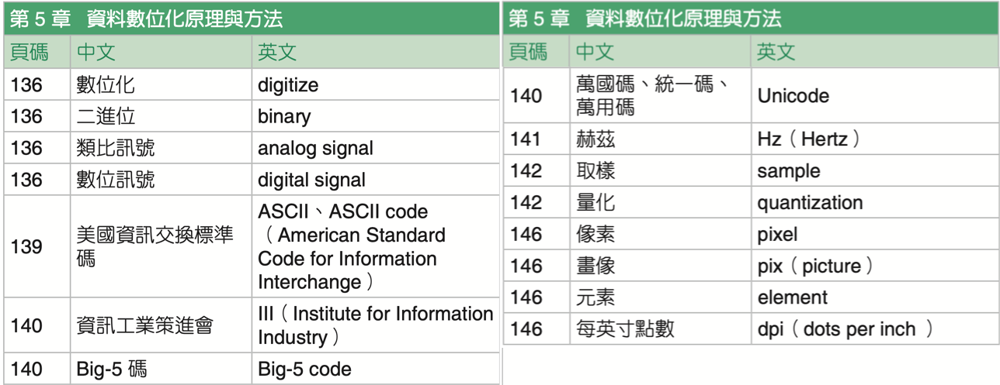 第 5 章 資料數位化原理與方法
頁碼 中文 英文
136 數位化 digitize
136 二進位 binary
136 類比訊號 analog signal
136 數位訊號 digital signal
139 美國資訊交換標準
碼 ASCII、ASCII code
（American Standard
Code for Information
Interchange）
140 資訊工業策進會 III（Institute for Information
Industry）
140 Big-5 碼 Big-5 code
第 5 章 資料數位化原理與方法
頁碼 中文 英文
140 萬國碼、統一碼、
萬用碼 Unicode
141 赫茲 Hz（Hertz）
142 取樣 sample
142 量化 quantization
146 像素 pixel
146 畫像 pix（picture）
146 元素 element
146 每英寸點數 dpi（dots per inch ）